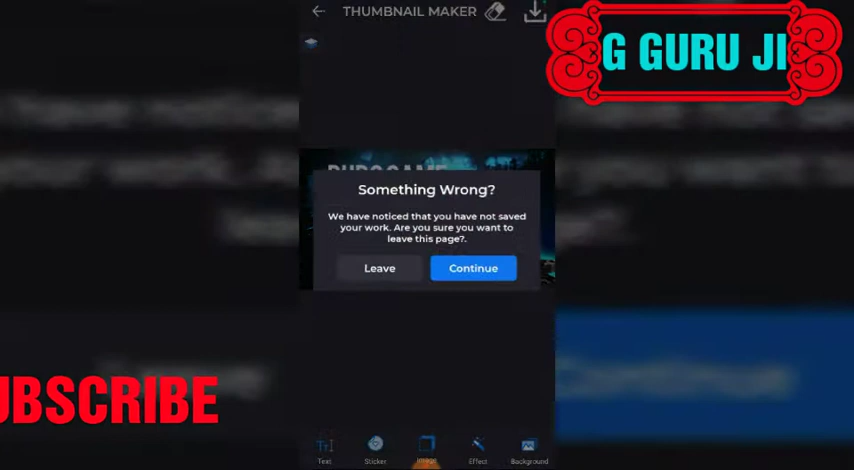 THUMBNAIL MAKER
G GURU JI
Something Wrong?
We have noticed that you have not saved
your work. Are you sure you want to
leave this page?.
Leave
Continue
UBSCRIBE
Text
Sticker
Image
Effect
Background